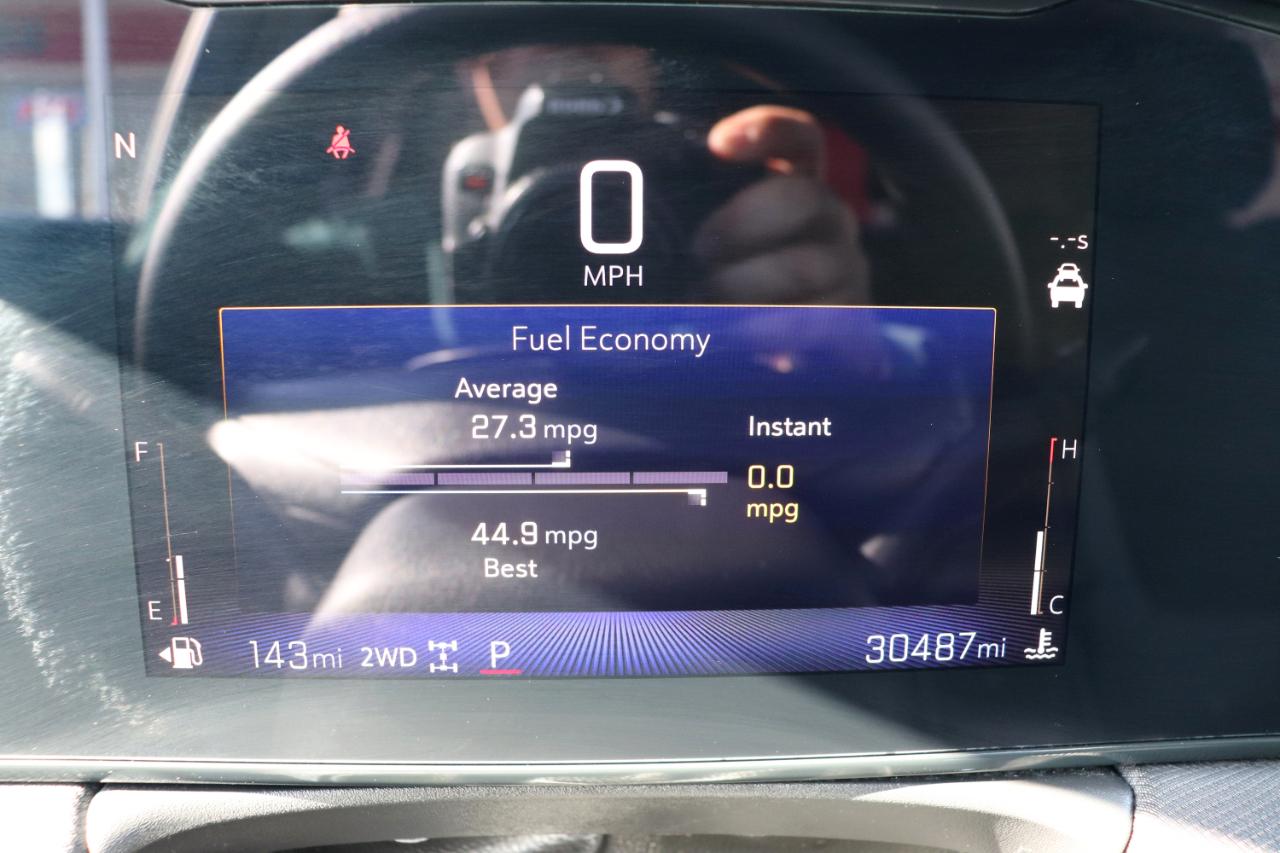 N
0
MPH
-.-s
Fuel Economy
Average
27.3 mpg
Instant
0.0
mpg
44.9 mpg
Best
F
E
H
C
143mi 2WD P 30487mi